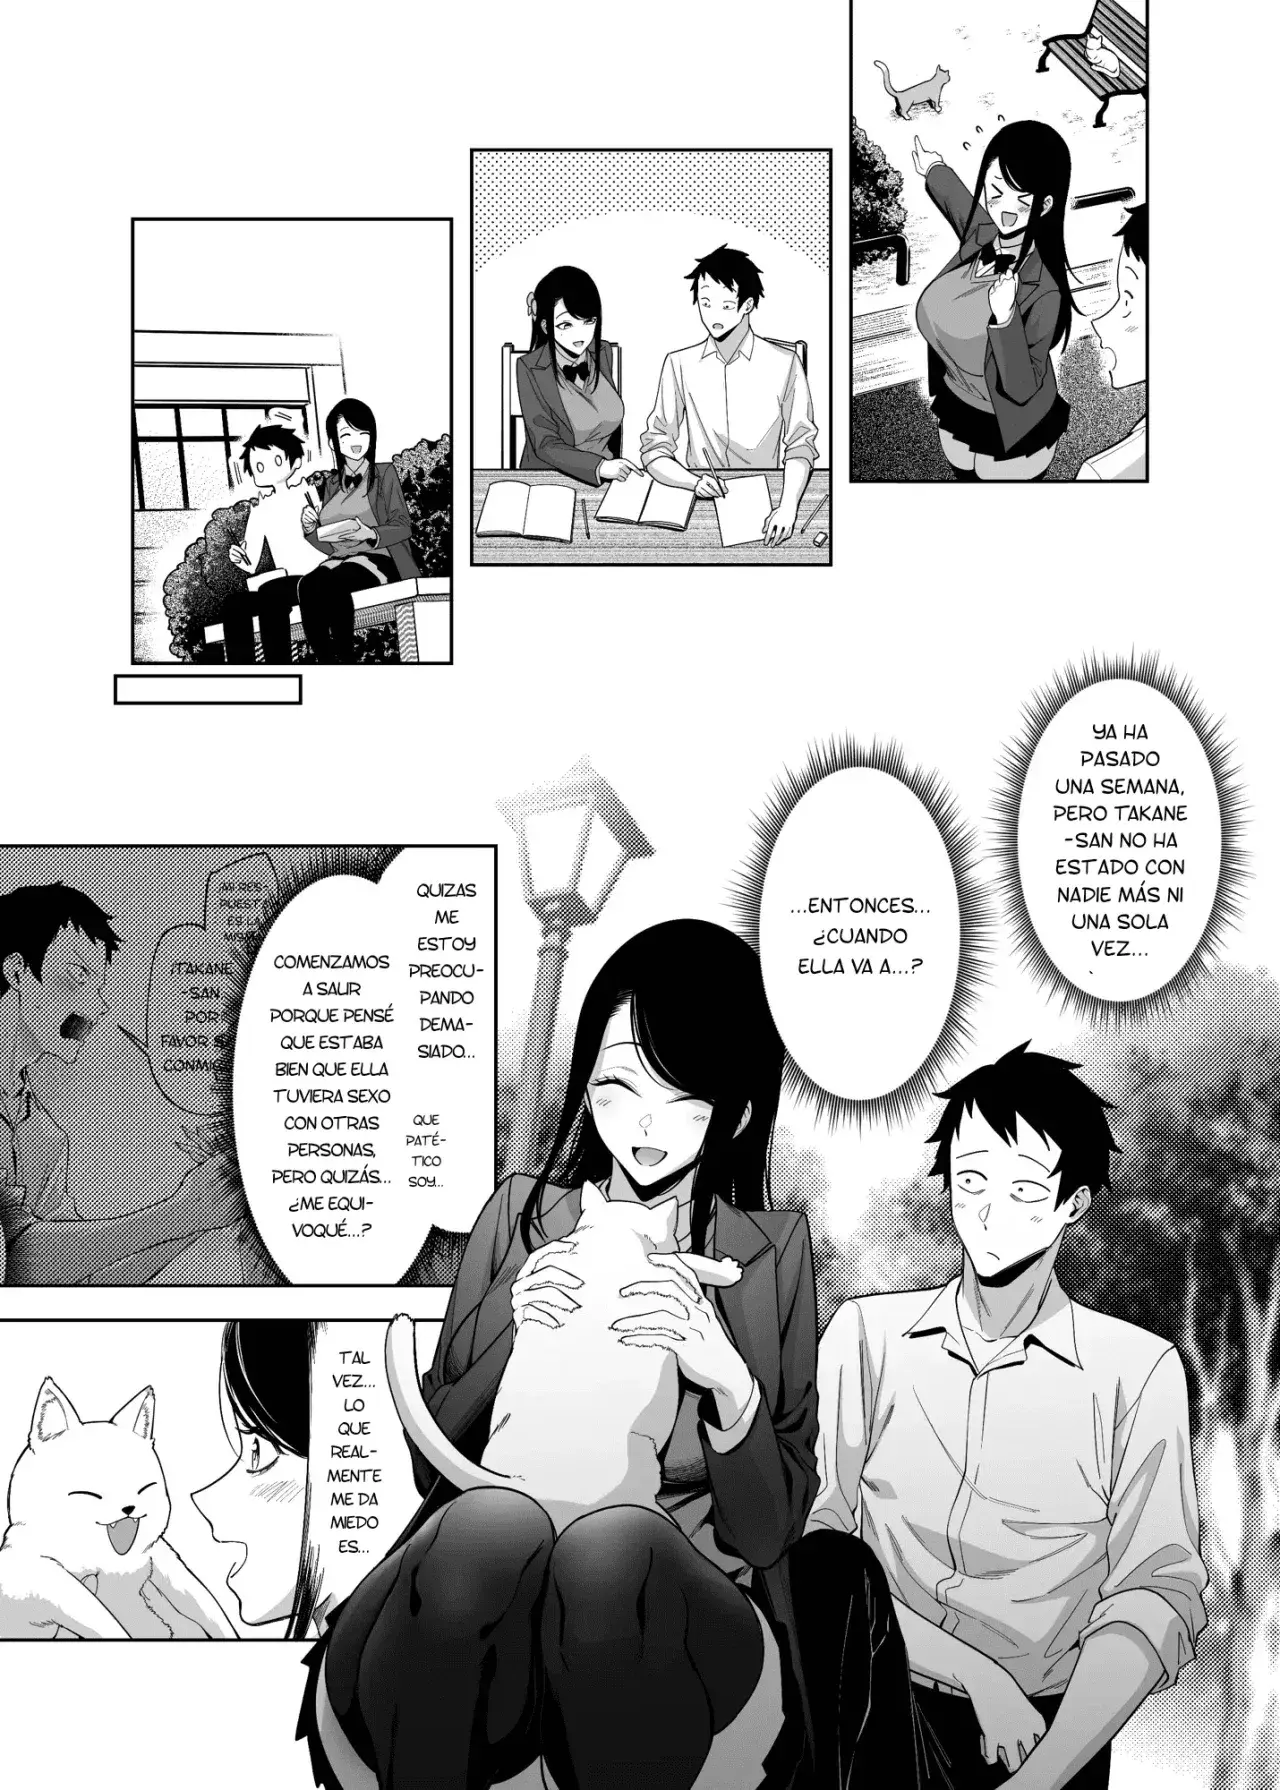 YA HA
PASADO
UNA SEMANA,
PERO TAKANE
-SAN NO HA
ESTADO CON
NADIE MÁS NI
UNA SOLA
VEZ...
...ENTONCES...
¿CUANDO
ELLA VA A...?
QUIZAS
ME
ESTOY
PREOCU-
PANDO
DEMA-
SIADO...
QUE
PATÉ-
TICO
SOY...
COMENZAMOS
A SALIR
PORQUE PENSÉ
QUE ESTABA
BIEN QUE ELLA
TUVIERA SEXO
CON OTRAS
PERSONAS,
PERO QUIZÁS...
¿ME EQUI-
VOQUÉ...?
MI RES-
PUEST
ES LA
MISM
¡TAKANE
-SAN,
POR
FAVOR S
CONMIG
TAL
VEZ...
LO
QUE
REAL-
MENTE
ME DA
MIEDO
ES...